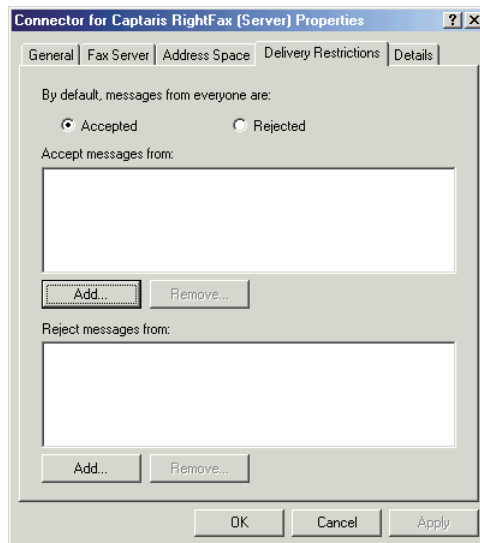 Connector for Captaris RightFax (Server) Properties
General Fax Server Address Space Delivery Restrictions Details
By default, messages from everyone are:
Accepted Rejected
Accept messages from:
Add... Remove...
Reject messages from:
Add... Remove...
OK Cancel Apply